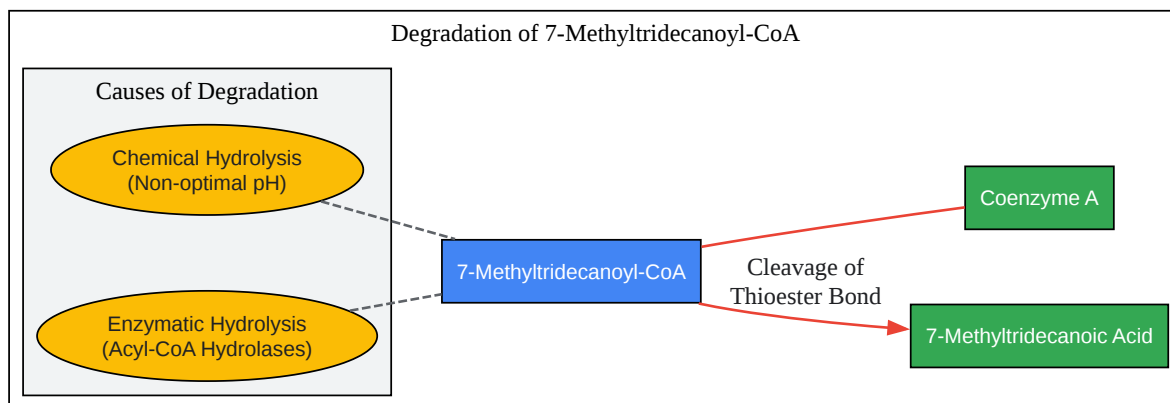 Degradation of 7-Methyltridecanoyl-CoA
Causes of Degradation
Chemical Hydrolysis
(Non-optimal pH)
Enzymatic Hydrolysis
(Acyl-CoA Hydrolases)
7-Methyltridecanoyl-CoA
Cleavage of
Thioester Bond
Coenzyme A
7-Methyltridecanoic Acid